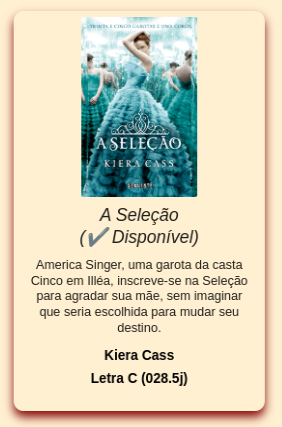 TRINTA E CINCO GAROTAS E UMA COROA
A SELEÇÃO
KIERA CASS
SEGUINTE
A Seleção
(✔ Disponível)
America Singer, uma garota da casta
Cinco em Illéa, inscreve-se na Seleção
para agradar sua mãe, sem imaginar
que seria escolhida para mudar seu
destino.
Kiera Cass
Letra C (028.5j)